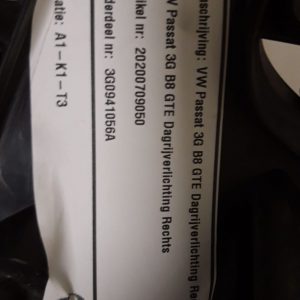 mschrijving: VW Passat 3G B8 GTE Dagrijverlichting Re
W Passat 3G B8 GTE Dagrijverlichting Rechts
ikel nr: 20200709050
derdeel nr: 3G0941056A
atie: A1-K1-T3